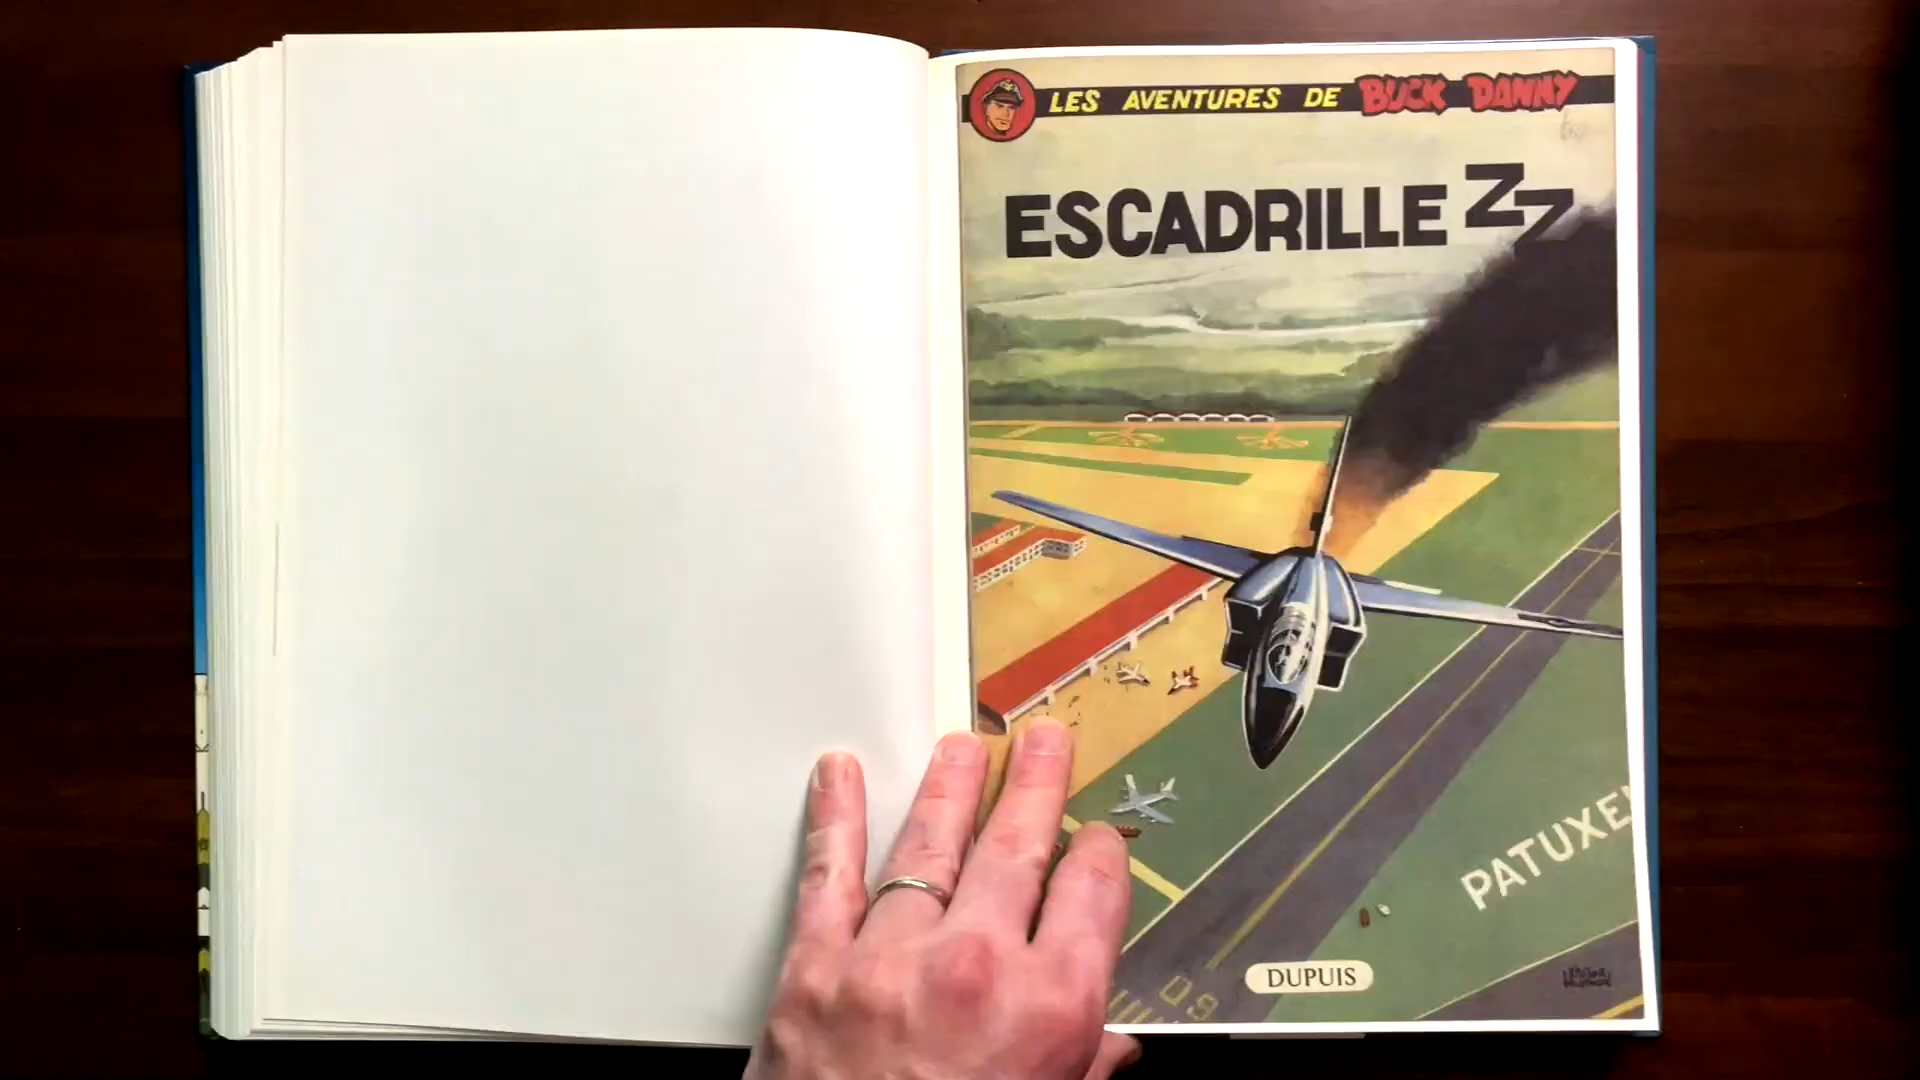 LES AVENTURES DE BUCK DANNY
ESCADRILLE ZZ
PATUXE
DUPUIS